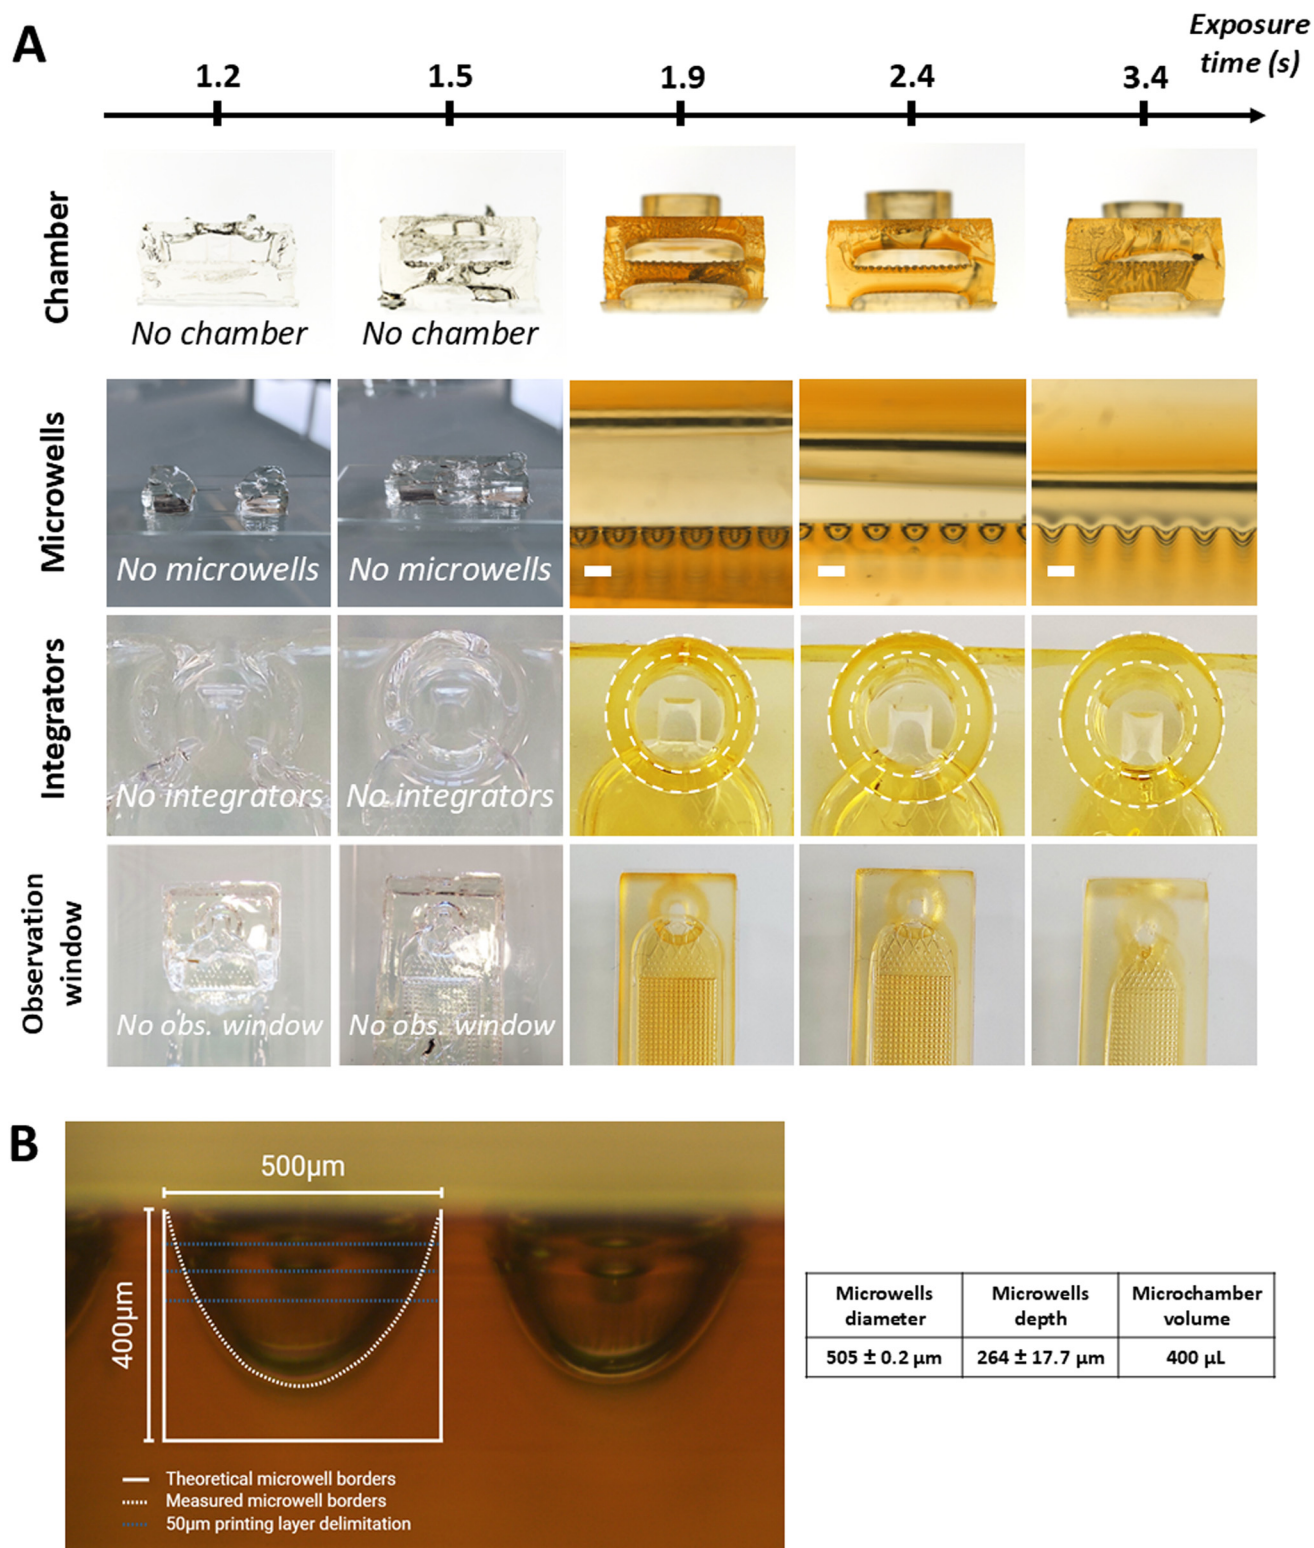 A
Exposure
time (s)
1.2
1.5
1.9
2.4
3.4
Chamber
No chamber
No chamber
Microwells
No microwells
No microwells
Integrators
No integrators
No integrators
Observation
window
No obs. window
No obs. window
B
500µm
400µm
Theoretical microwell borders
Measured microwell borders
50µm printing layer delimitation
Microwells
diameter
Microwells
depth
Microchamber
volume
505 ± 0.2 µm
264 ± 17.7 µm
400 µL